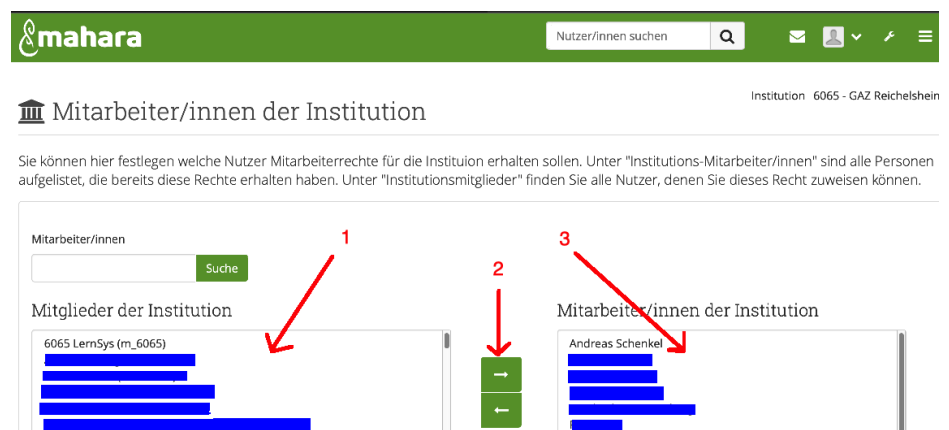 mahara
Nutzer/innen suchen
Institution 6065 - GAZ Reichelshein
Mitarbeiter/innen der Institution
Sie können hier festlegen welche Nutzer Mitarbeiterrechte für die Instituion erhalten sollen. Unter "Institutions-Mitarbeiter/innen" sind alle Personen
aufgelistet, die bereits diese Rechte erhalten haben. Unter "Institutionsmitglieder" finden Sie alle Nutzer, denen Sie dieses Recht zuweisen können.
Mitarbeiter/innen
1
2
3
Suche
Mitglieder der Institution
Mitarbeiter/innen der Institution
6065 LernSys (m_6065)
Andreas Schenkel